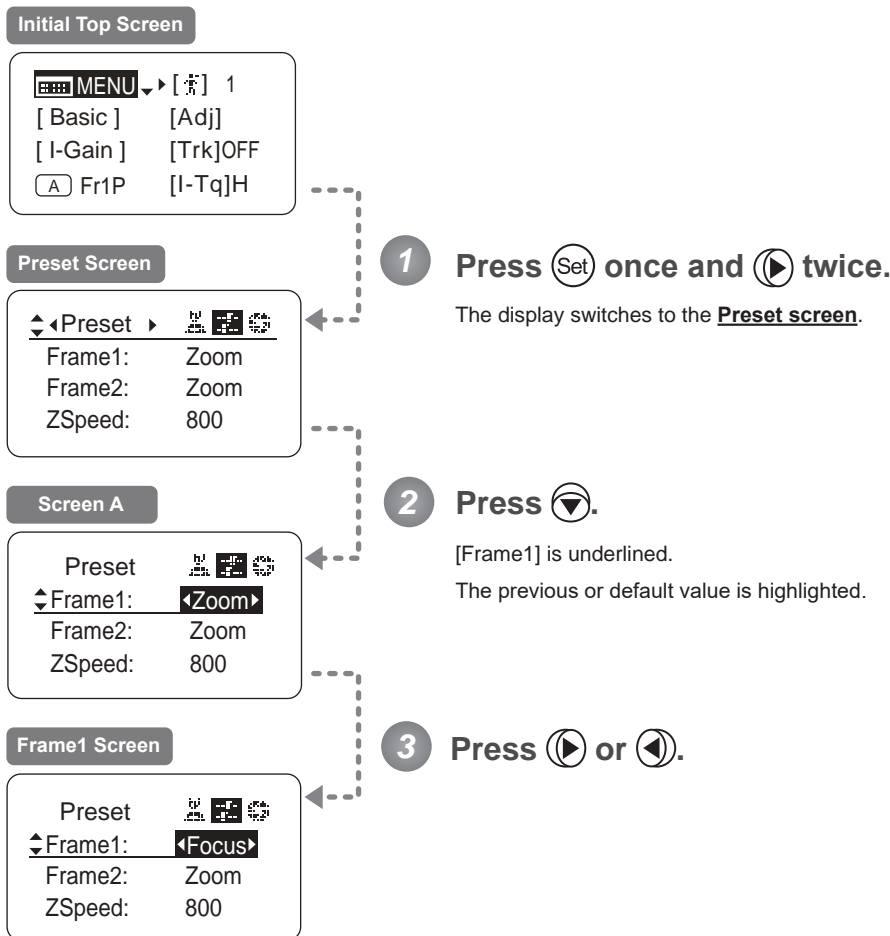 Initial Top Screen
MENU [ ] 1
[ Basic ] [Adj]
[ I-Gain ] [Trk]OFF
A Fr1P [I-Tq]H
1 Press Set once and twice.
The display switches to the Preset screen.
Preset Screen
Preset
Frame1: Zoom
Frame2: Zoom
ZSpeed: 800
2 Press .
[Frame1] is underlined.
The previous or default value is highlighted.
Screen A
Preset
Frame1: Zoom
Frame2: Zoom
ZSpeed: 800
3 Press or .
Frame1 Screen
Preset
Frame1: Focus
Frame2: Zoom
ZSpeed: 800